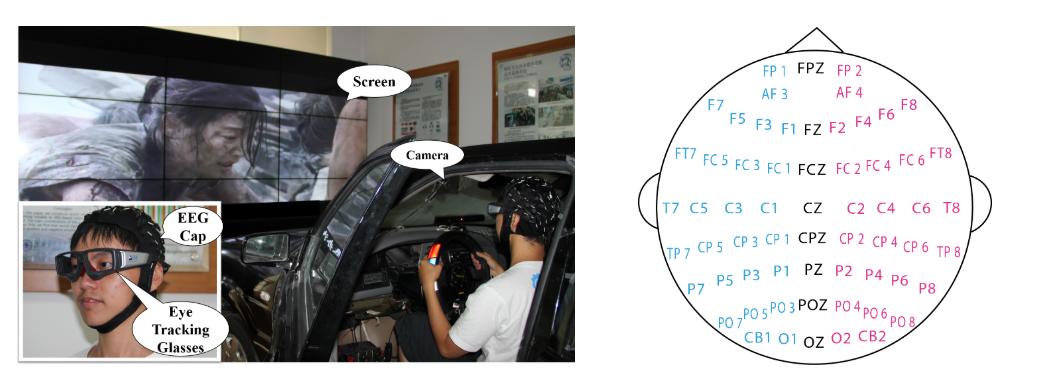 Screen
Camera
EEG
Cap
Eye
Tracking
Glasses
FP 1 FPZ FP 2
AF 3 AF 4
F7 F5 F3 F1 FZ F2 F4 F6 F8
FT7 FC 5 FC 3 FC 1 FCZ FC 2 FC 4 FC 6 FT8
T7 C5 C3 C1 CZ C2 C4 C6 T8
TP 7 CP 5 CP 3 CP 1 CPZ CP 2 CP 4 CP 6 TP 8
P7 P5 P3 P1 PZ P2 P4 P6 P8
PO 7 PO 5 PO 3 POZ PO 4 PO 6 PO 8
CB1 O1 OZ O2 CB2